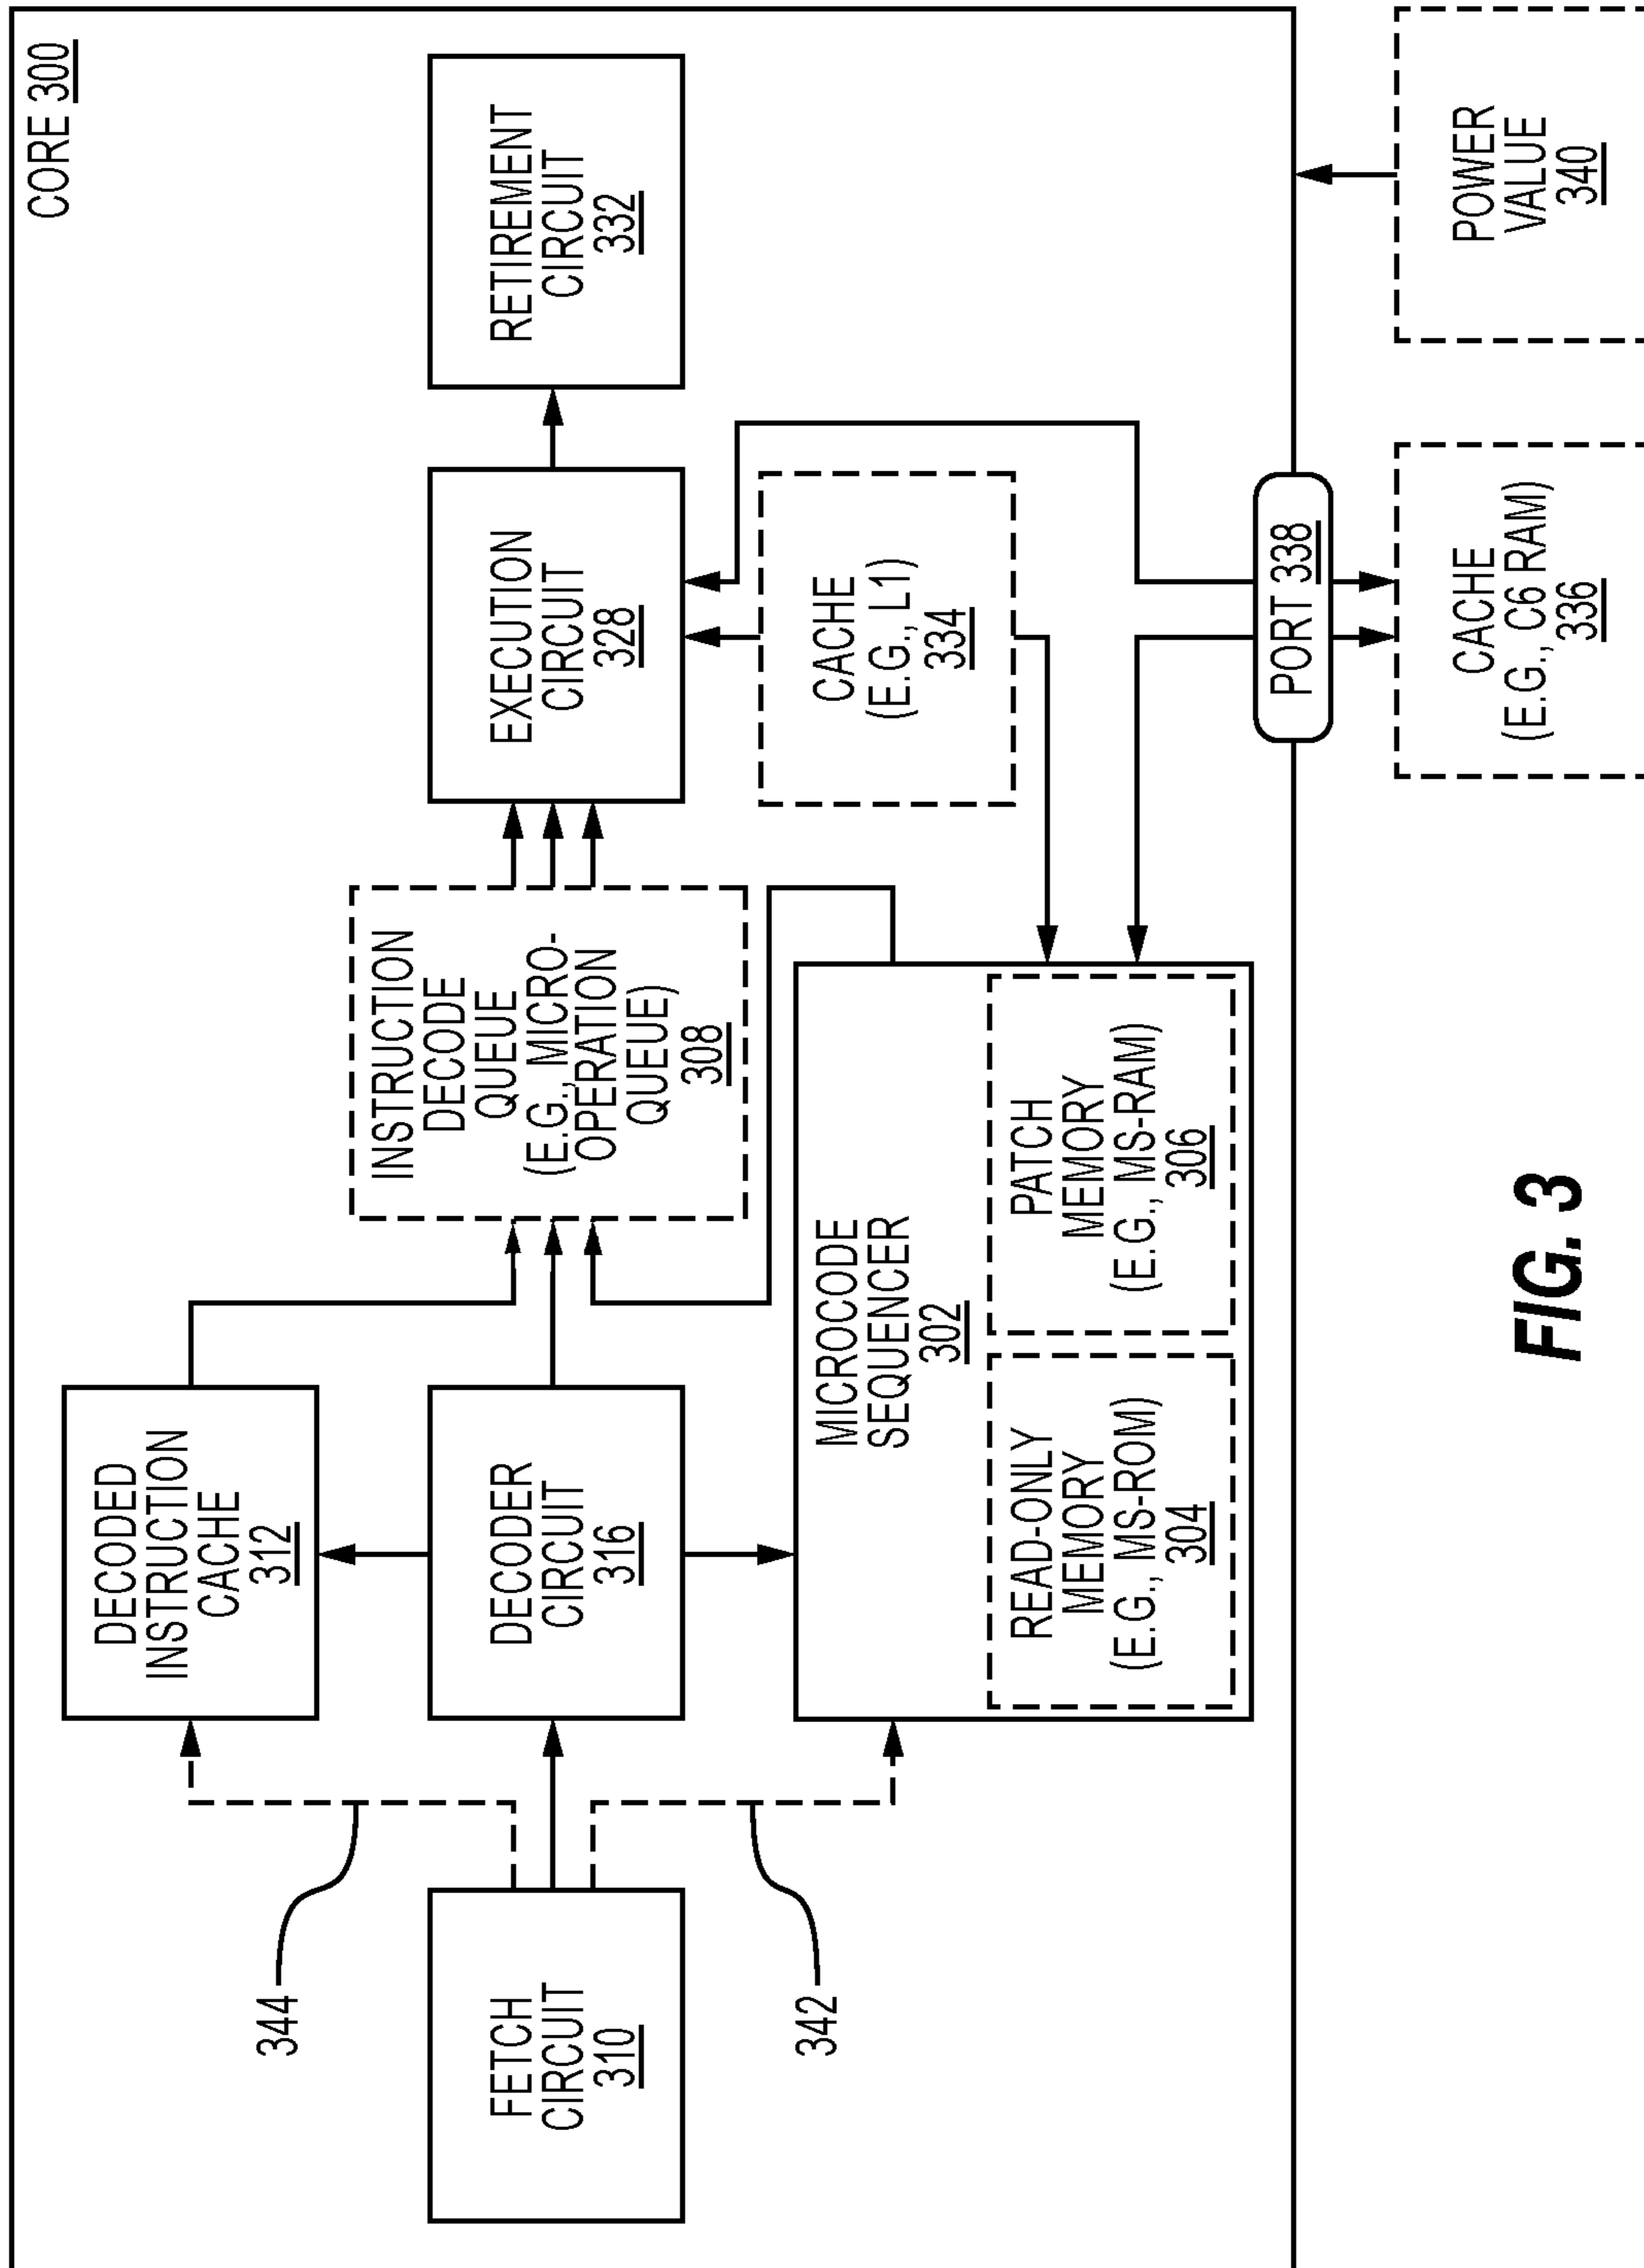 CORE 300
DECODED
INSTRUCTION
CACHE
312
344
FETCH
CIRCUIT
310
342
DECODER
CIRCUIT
316
INSTRUCTION
DECODE
QUEUE
(E.G., MICRO-
OPERATION
QUEUE)
308
EXECUTION
CIRCUIT
328
RETIREMENT
CIRCUIT
332
MICROCODE
SEQUENCER
302
READ-ONLY
MEMORY
(E.G., MS-ROM)
304
PATCH
MEMORY
(E.G., MS-RAM)
306
CACHE
(E.G., L1)
334
PORT 338
CACHE
(E.G., C6 RAM)
336
POWER
VALUE
340
FIG. 3